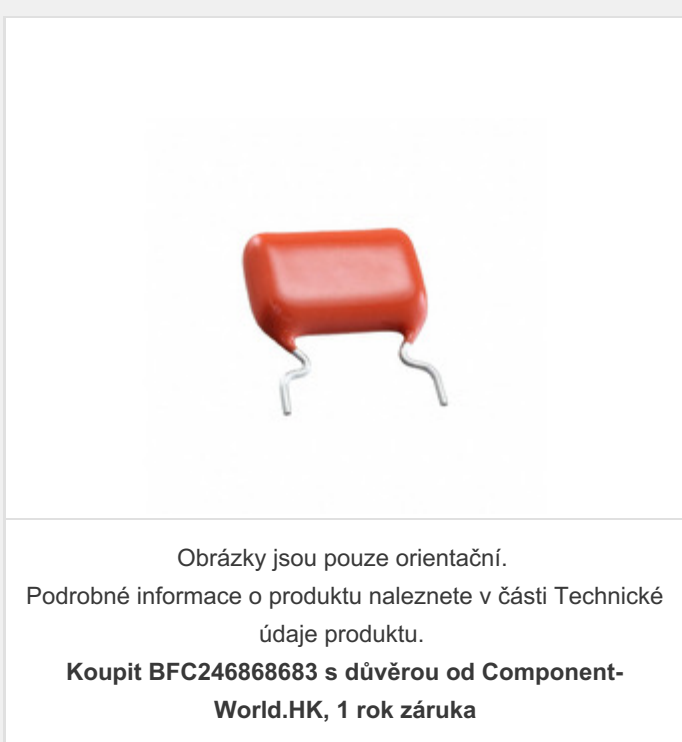 Obrázky jsou pouze orientační.
Podrobné informace o produktu naleznete v části Technické
údaje produktu.
Koupit BFC246868683 s důvěrou od Component-
World.HK, 1 rok záruka